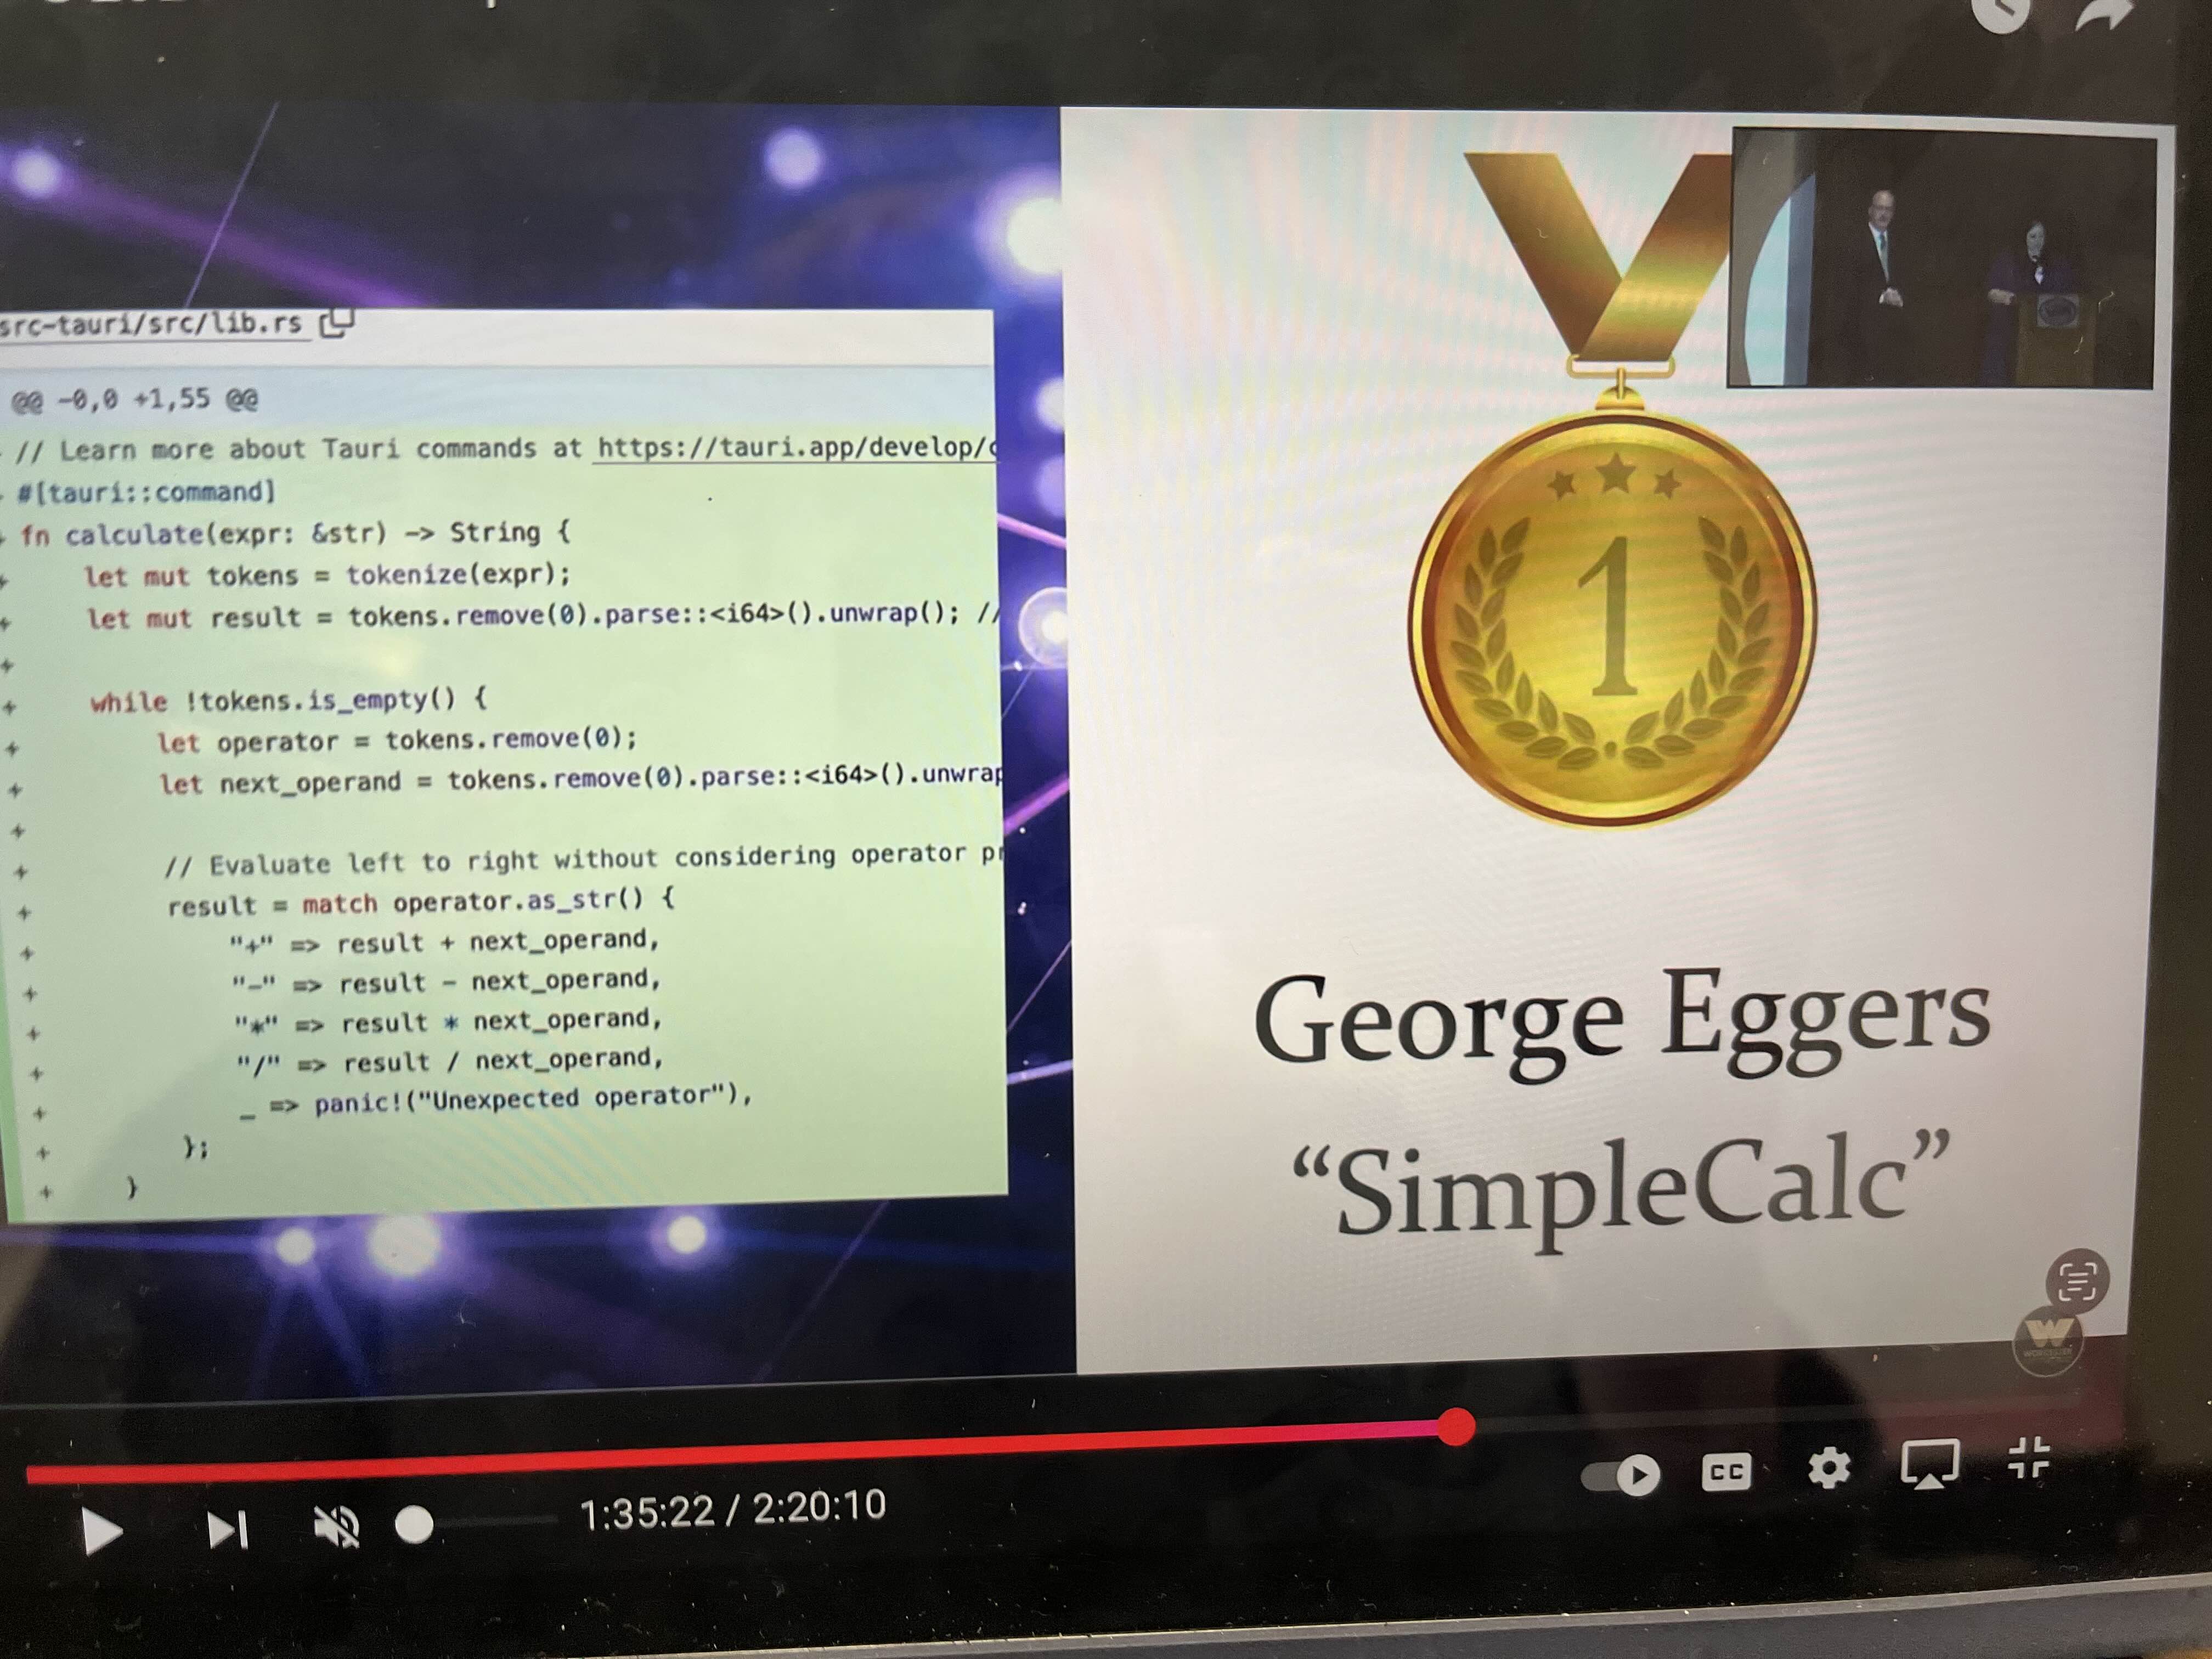 src-tauri/src/lib.rs
@@ -0,0 +1,55 @@
+ // Learn more about Tauri commands at https://tauri.app/develop/
+ #[tauri::command]
+ fn calculate(expr: &str) -> String {
+ let mut tokens = tokenize(expr);
+ let mut result = tokens.remove(0).parse::<i64>().unwrap(); //
+
+ while !tokens.is_empty() {
+ let operator = tokens.remove(0);
+ let next_operand = tokens.remove(0).parse::<i64>().unwrap
+
+ // Evaluate left to right without considering operator
+ result = match operator.as_str() {
+ "+" => result + next_operand,
+ "-" => result - next_operand,
+ "*" => result * next_operand,
+ "/" => result / next_operand,
+ _ => panic!("Unexpected operator"),
+ };
+ }
1
George Eggers
“SimpleCalc”
W
1:35:22 / 2:20:10
CC